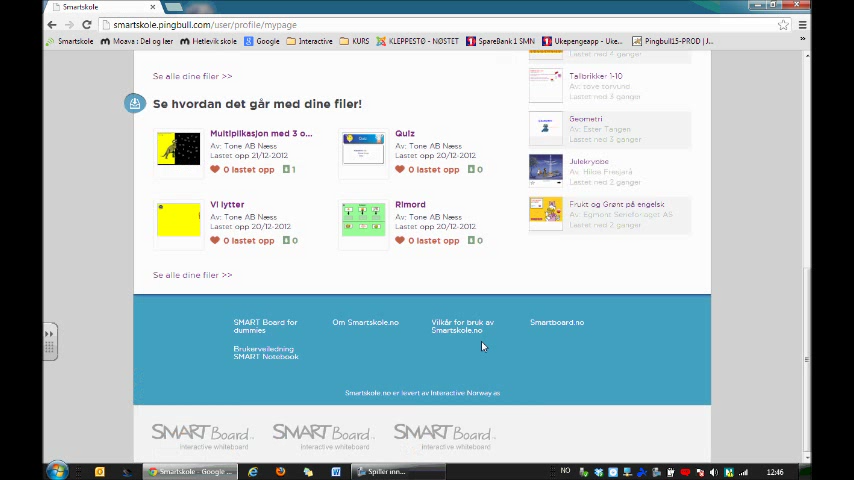 Smartskole
smartskole.pingbull.com/user/profile/mypage
Smartskole
Moava : Del og lær
Hetlevik skole
Google
Interactive
KURS
KLEPPESTØ - NØSTET
SpareBank 1 SMN
Ukepengeapp - Uke...
Pingbull15-PROD | J...
Se alle dine filer >>
Se hvordan det går med dine filer!
Multiplikasjon med 3 o...
Av: Tone AB Næss
Lastet opp 21/12-2012
0 lastet opp 1
Quiz
Av: Tone AB Næss
Lastet opp 20/12-2012
0 lastet opp 0
Vi lytter
Av: Tone AB Næss
Lastet opp 20/12-2012
0 lastet opp 0
Rimord
Av: Tone AB Næss
Lastet opp 20/12-2012
0 lastet opp 0
Se alle dine filer >>
Tallbrikker 1-10
Av: tove torvund
Lastet ned 3 ganger
Geometri
Av: Ester Tangen
Lastet ned 3 ganger
Julekrybbe
Lastet ned 2 ganger
Frukt og Grønt på engelsk
Av: Egmont Serieforlaget AS
Lastet ned 2 ganger
SMART Board for
dummies
Brukerveiledning
SMART Notebook
Om Smartskole.no
Vilkår for bruk av
Smartskole.no
Smartboard.no
Smartskole.no er levert av Interactive Norway as
SMART Board
interactive whiteboard
SMART Board
interactive whiteboard
SMART Board
interactive whiteboard
Smartskole - Google ...
Spiller inn...
NO
12:46